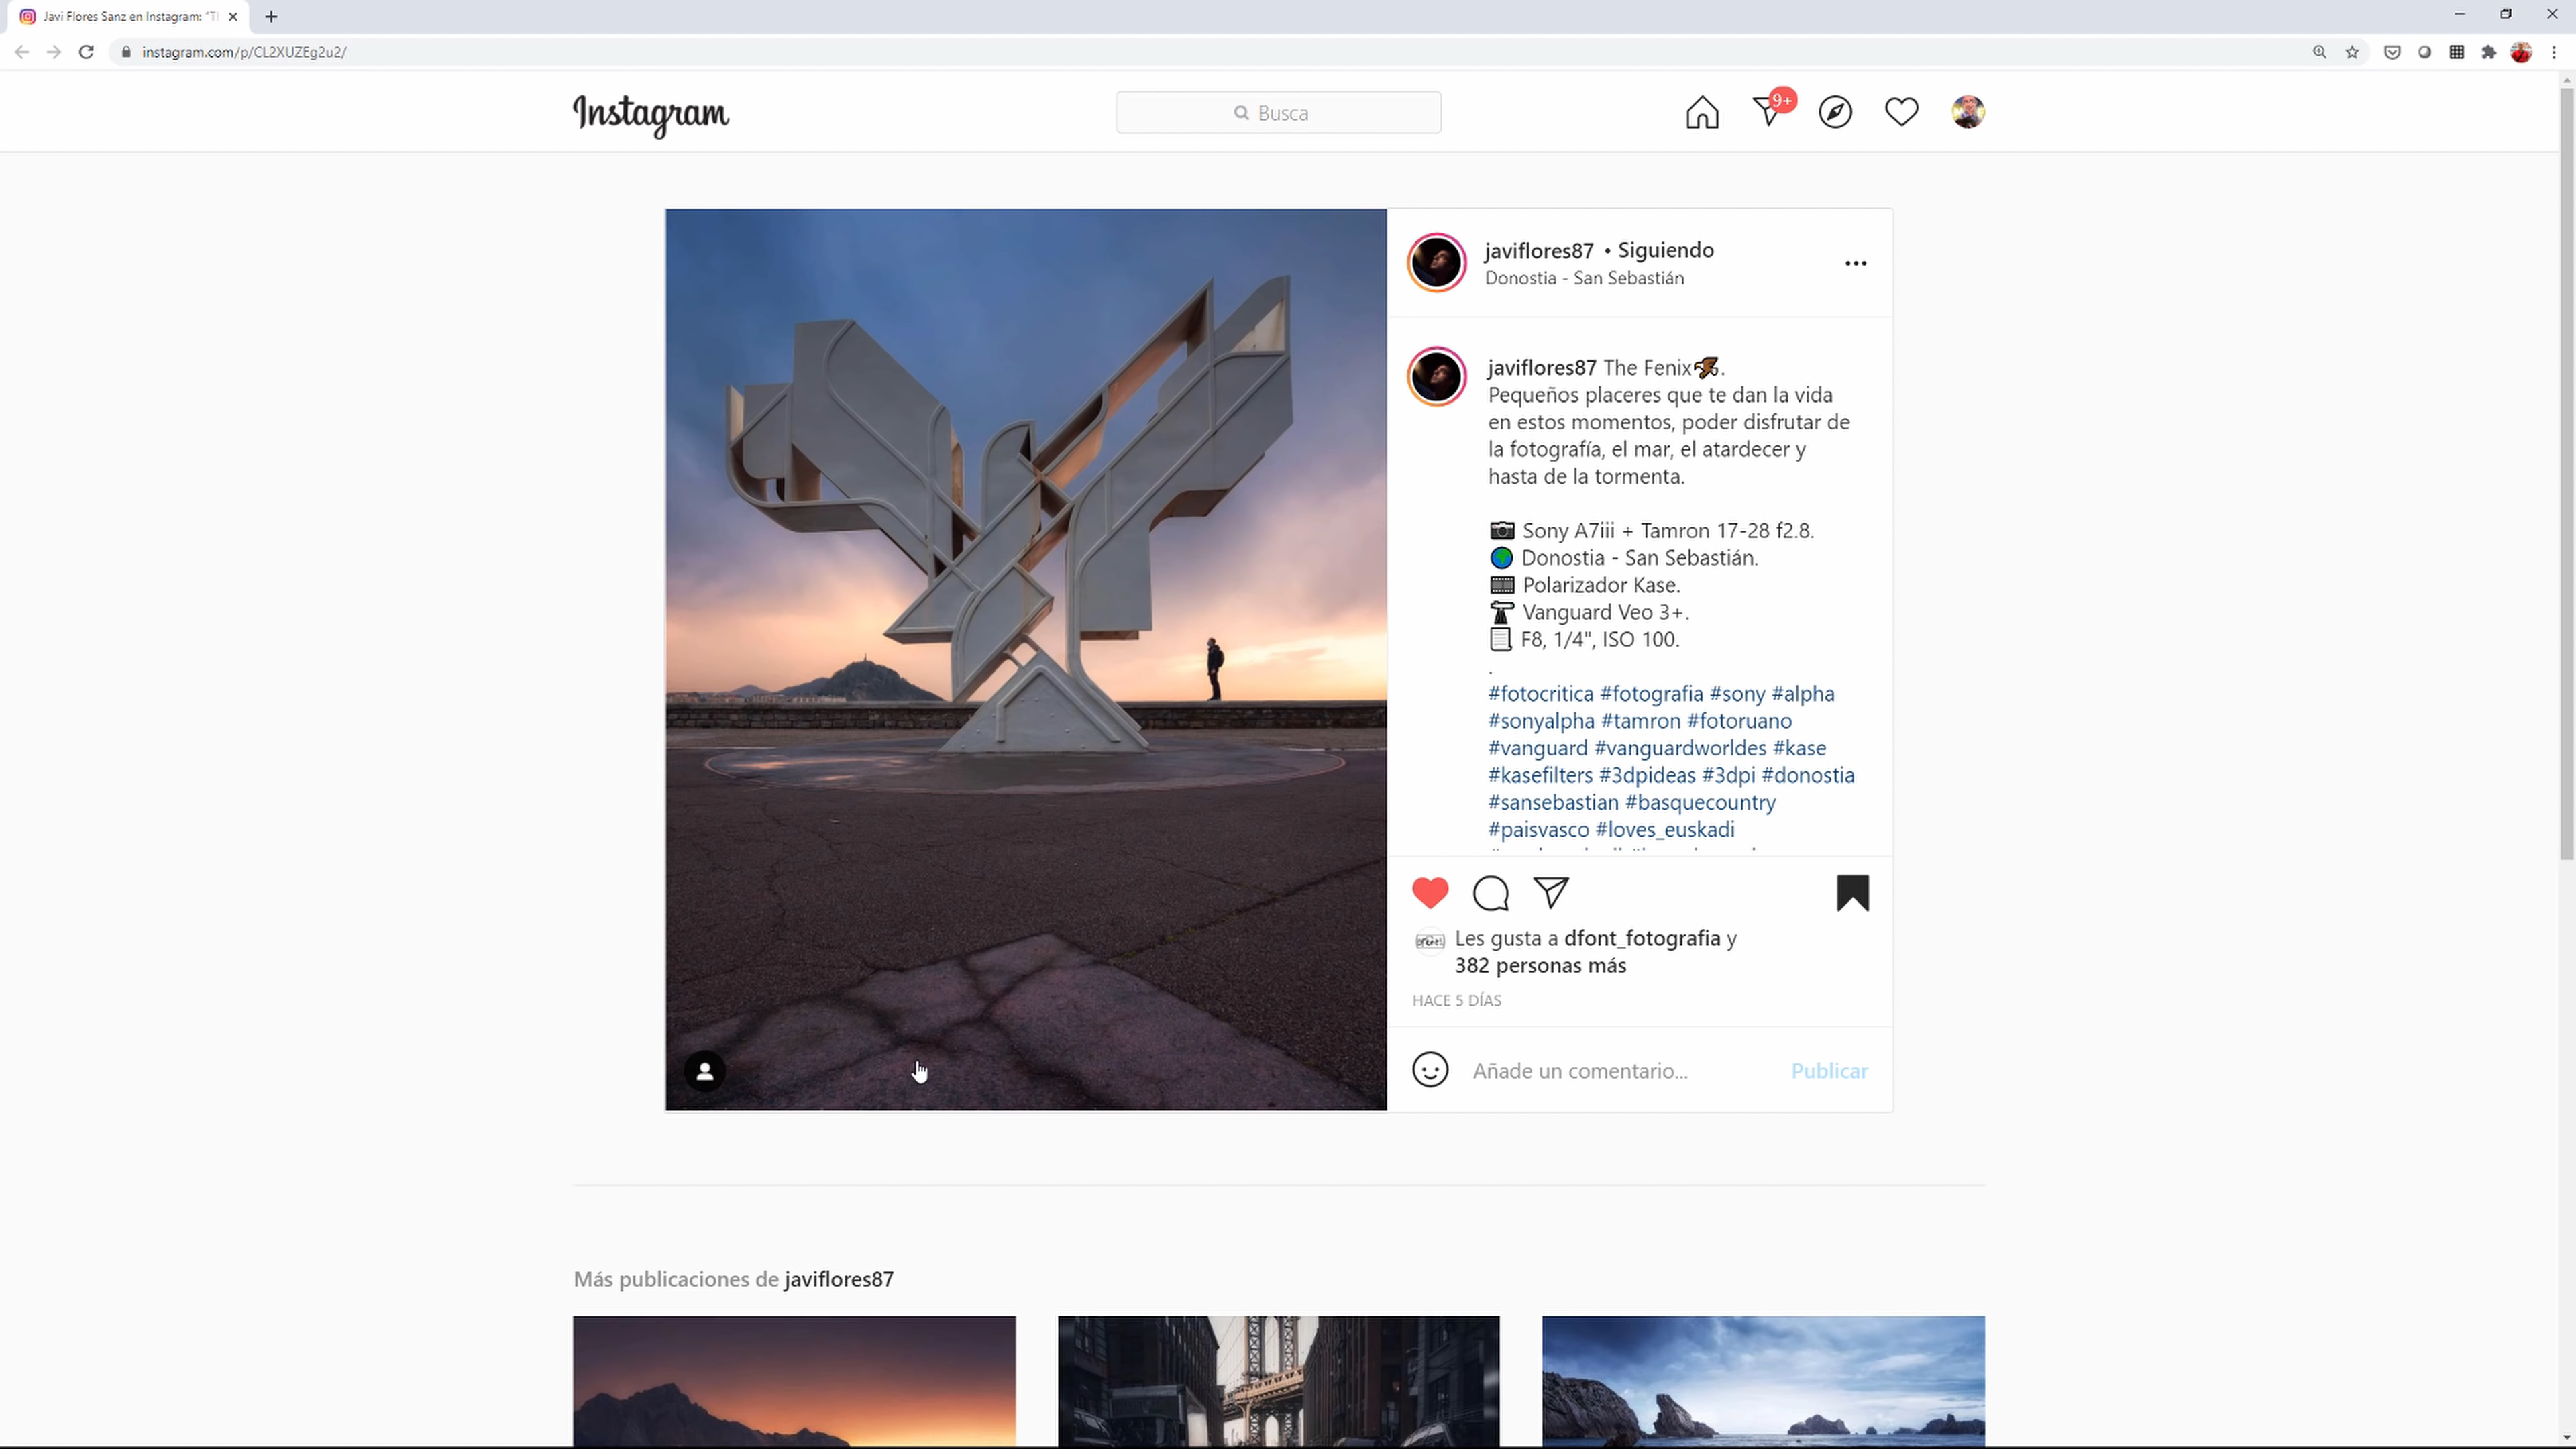 Javi Flores Sanz en Instagram: "Tl
instagram.com/p/CL2XUZEg2u2/
Instagram
Busca
9+
javiflores87 • Siguiendo
Donostia - San Sebastián
javiflores87 The Fenix.
Pequeños placeres que te dan la vida
en estos momentos, poder disfrutar de
la fotografía, el mar, el atardecer y
hasta de la tormenta.
Sony A7iii + Tamron 17-28 f2.8.
Donostia - San Sebastián.
Polarizador Kase.
Vanguard Veo 3+.
F8, 1/4", ISO 100.
.
#fotocritica #fotografia #sony #alpha
#sonyalpha #tamron #fotoruano
#vanguard #vanguardworldes #kase
#kasefilters #3dpideas #3dpi #donostia
#sansebastian #basquecountry
#paisvasco #loves_euskadi
Les gusta a dfont_fotografia y
382 personas más
HACE 5 DÍAS
Añade un comentario... Publicar
Más publicaciones de javiflores87